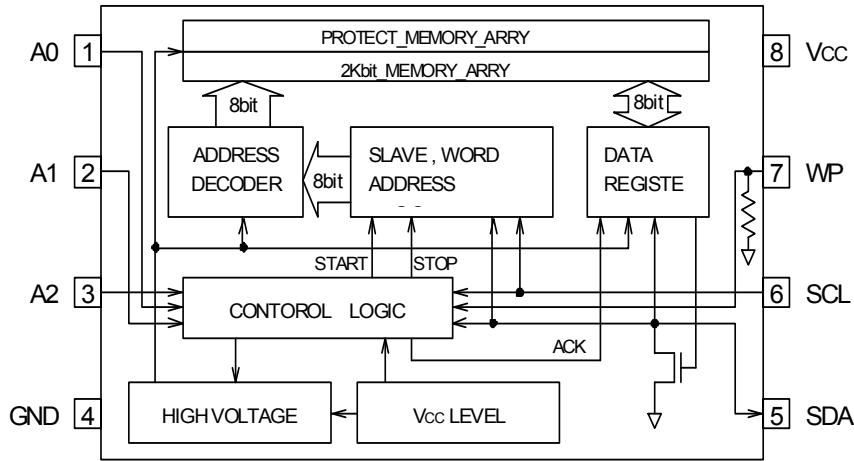 PROTECT_MEMORY_ARRY
A0 1
8 Vcc
2Kbit_MEMORY_ARRY
8bit
8bit
ADDRESS
DECODER
8bit
SLAVE , WORD
ADDRESS
DATA
REGISTE
A1 2
7 WP
START
STOP
A2 3
CONTOROL LOGIC
6 SCL
ACK
GND 4
HIGH VOLTAGE
Vcc LEVEL
5 SDA